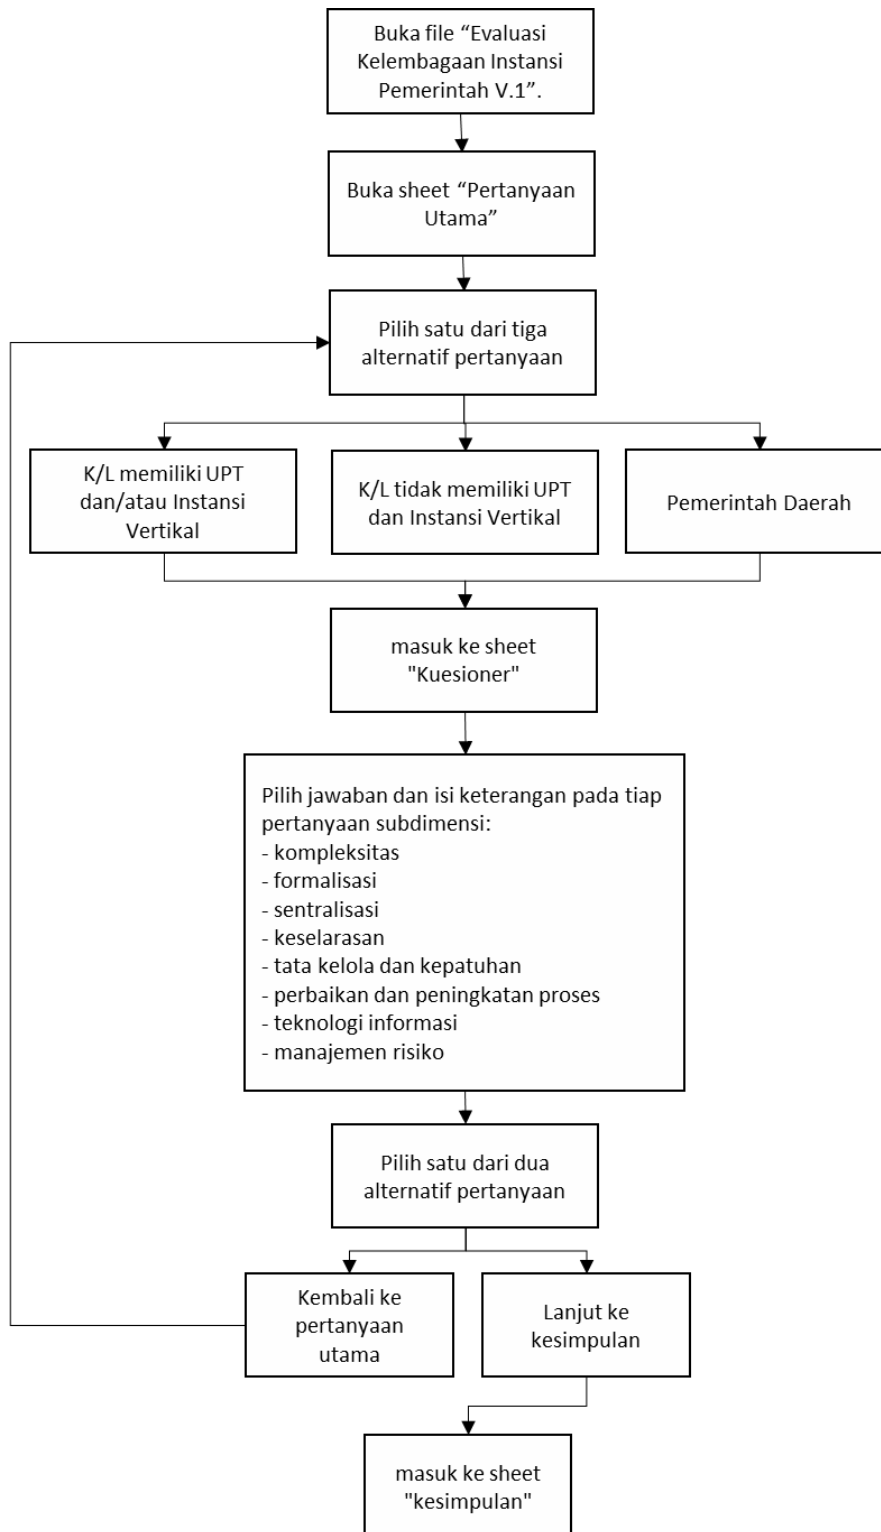 Buka file “Evaluasi
Kelembagaan Instansi
Pemerintah V.1”.
Buka sheet “Pertanyaan
Utama”
Pilih satu dari tiga
alternatif pertanyaan
K/L memiliki UPT
dan/atau Instansi
Vertikal
K/L tidak memiliki UPT
dan Instansi Vertikal
Pemerintah Daerah
masuk ke sheet
"Kuesioner"
Pilih jawaban dan isi keterangan pada tiap
pertanyaan subdimensi:
- kompleksitas
- formalisasi
- sentralisasi
- keselarasan
- tata kelola dan kepatuhan
- perbaikan dan peningkatan proses
- teknologi informasi
- manajemen risiko
Pilih satu dari dua
alternatif pertanyaan
Kembali ke
pertanyaan
utama
Lanjut ke
kesimpulan
masuk ke sheet
"kesimpulan"